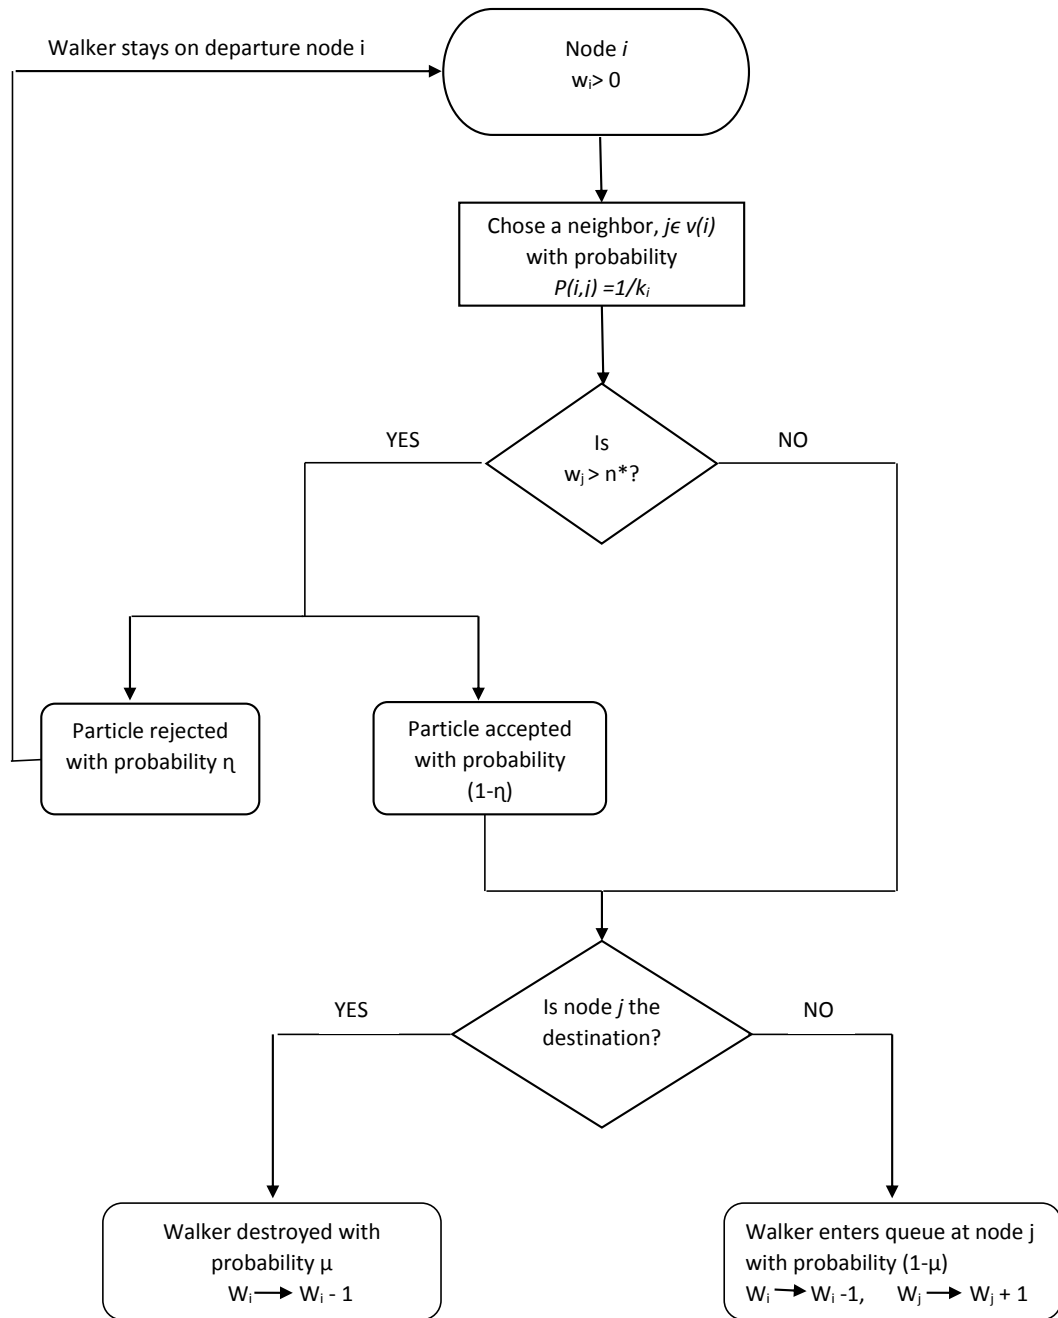 Walker stays on departure node i
Node i
wᵢ> 0
Chose a neighbor, jϵ v(i)
with probability
P(i,j) =1/kᵢ
YES
Is
wⱼ > n*?
NO
Particle rejected
with probability η
Particle accepted
with probability
(1-η)
YES
Is node j the
destination?
NO
Walker destroyed with
probability μ
Wᵢ → Wᵢ - 1
Walker enters queue at node j
with probability (1-μ)
Wᵢ → Wᵢ -1, Wⱼ → Wⱼ + 1